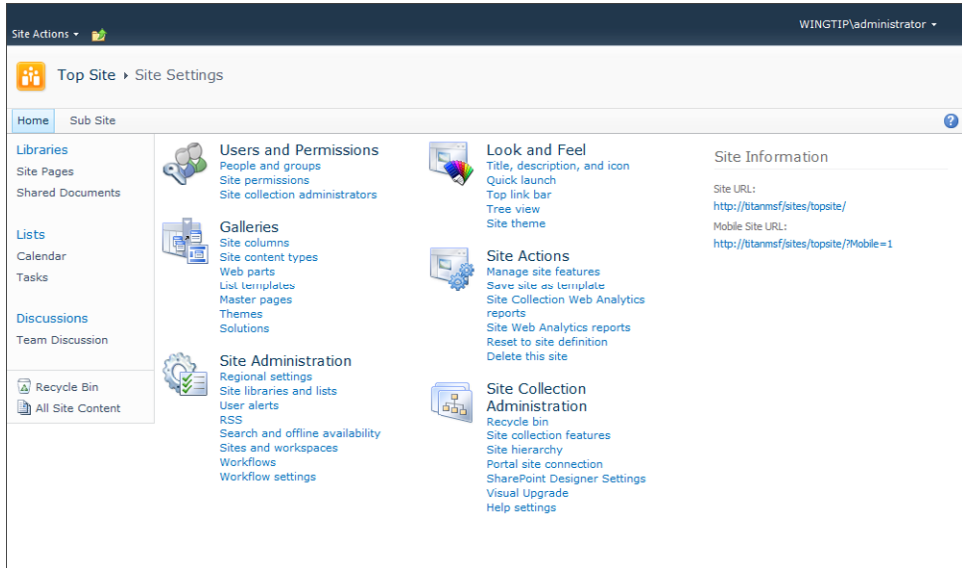 WINGTIP\administrator
Site Actions
Top Site
Site Settings
Home
Sub Site
Libraries
Site Pages
Shared Documents
Lists
Calendar
Tasks
Discussions
Team Discussion
Recycle Bin
All Site Content
Users and Permissions
People and groups
Site permissions
Site collection administrators
Galleries
Site columns
Site content types
Web parts
List templates
Master pages
Themes
Solutions
Site Administration
Regional settings
Site libraries and lists
User alerts
RSS
Search and offline availability
Sites and workspaces
Workflows
Workflow settings
Look and Feel
Title, description, and icon
Quick launch
Top link bar
Tree view
Site theme
Site Actions
Manage site features
Save site as template
Site Collection Web Analytics
reports
Site Web Analytics reports
Reset to site definition
Delete this site
Site Collection
Administration
Recycle bin
Site collection features
Site hierarchy
Portal site connection
SharePoint Designer Settings
Visual Upgrade
Help settings
Site Information
Site URL:
http://titanmsf/sites/topsite/
Mobile Site URL:
http://titanmsf/sites/topsite/?Mobile=1